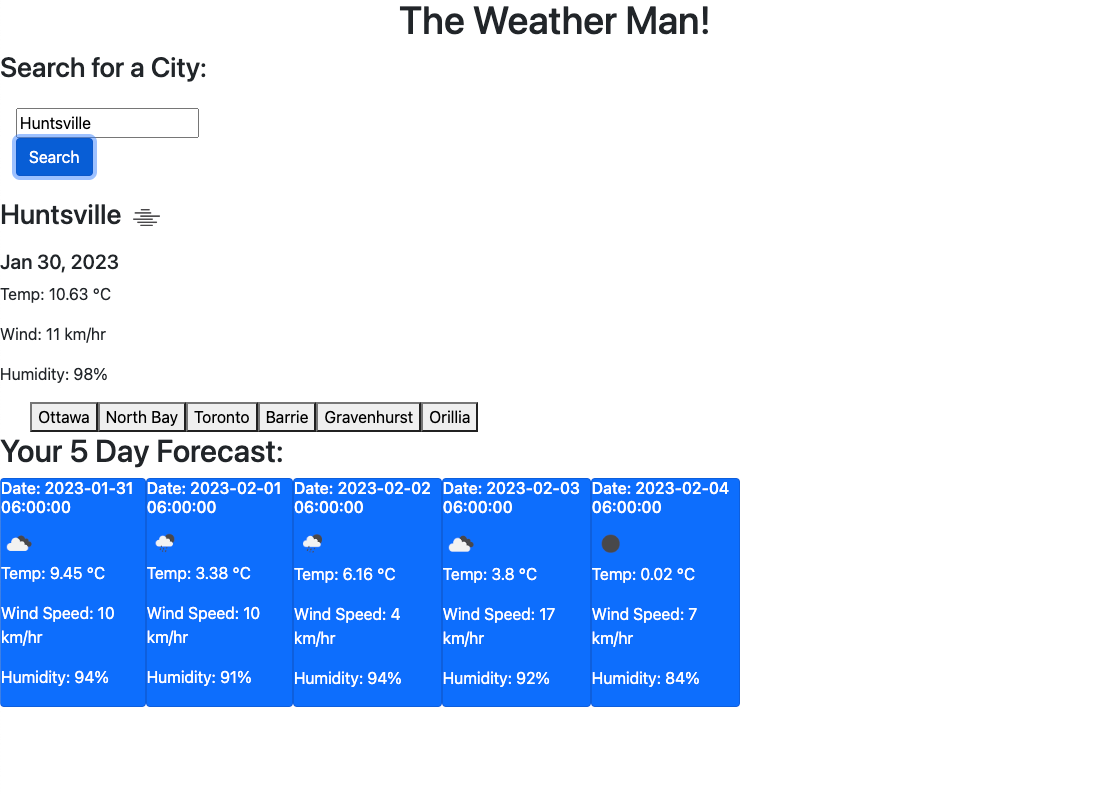 The Weather Man!
Search for a City:
Huntsville
Search
Huntsville
Jan 30, 2023
Temp: 10.63 °C
Wind: 11 km/hr
Humidity: 98%
Ottawa North Bay Toronto Barrie Gravenhurst Orillia
Your 5 Day Forecast:
Date: 2023-01-31
06:00:00
Temp: 9.45 °C
Wind Speed: 10
km/hr
Humidity: 94%
Date: 2023-02-01
06:00:00
Temp: 3.38 °C
Wind Speed: 10
km/hr
Humidity: 91%
Date: 2023-02-02
06:00:00
Temp: 6.16 °C
Wind Speed: 4
km/hr
Humidity: 94%
Date: 2023-02-03
06:00:00
Temp: 3.8 °C
Wind Speed: 17
km/hr
Humidity: 92%
Date: 2023-02-04
06:00:00
Temp: 0.02 °C
Wind Speed: 7
km/hr
Humidity: 84%